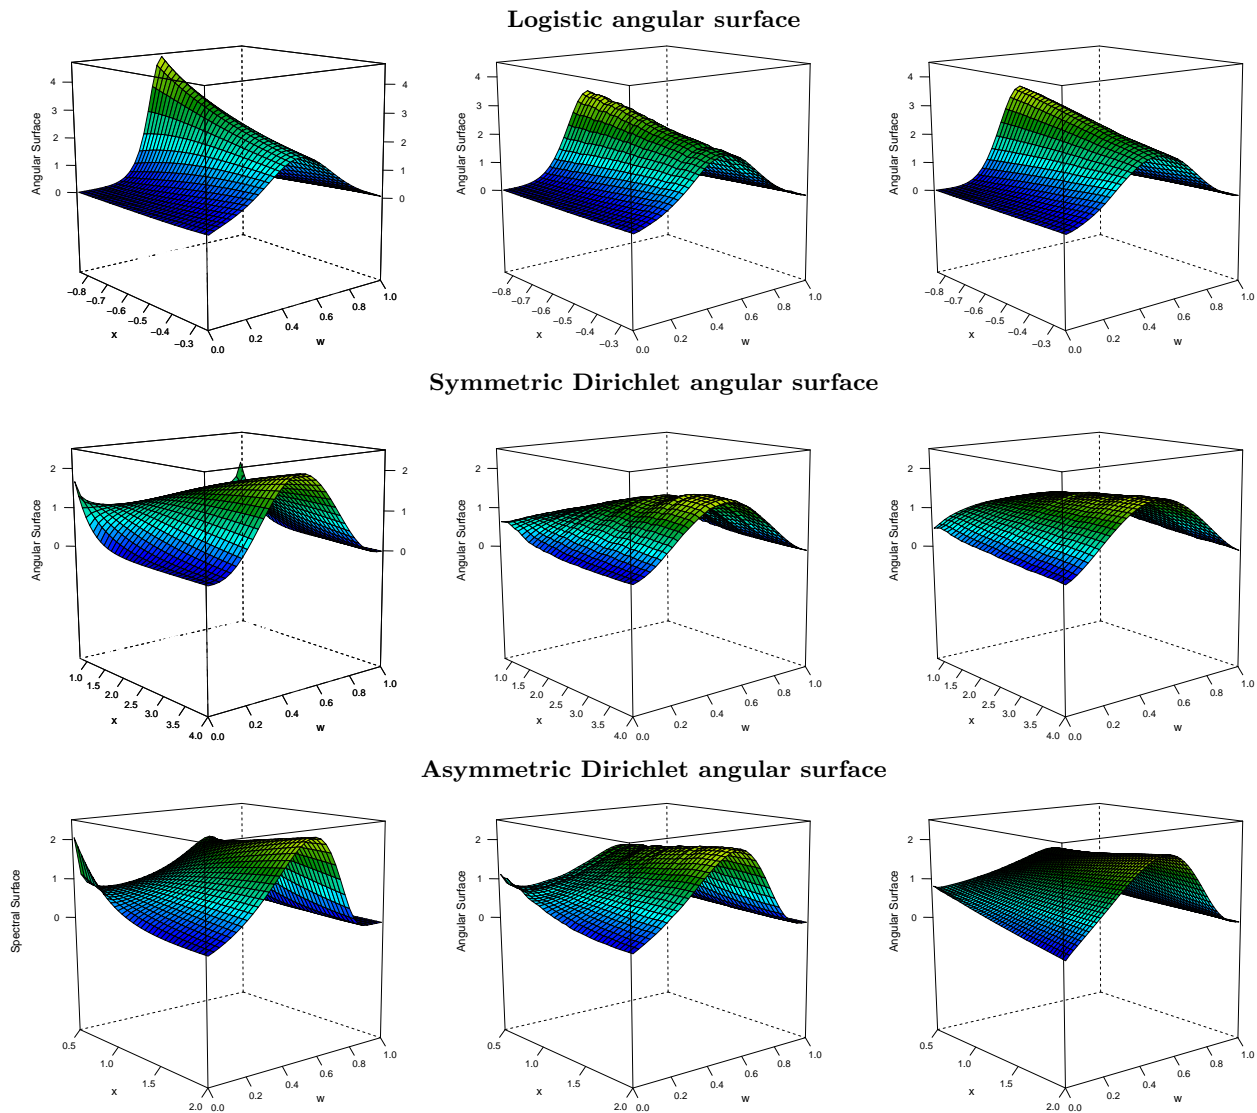 Logistic angular surface
Angular Surface
0 1 2 3 4
0 1 2 3 4
−0.8 −0.7 −0.6 −0.5 −0.4 −0.3
x
0.0 0.2 0.4 0.6 0.8 1.0
w
Angular Surface
0 1 2 3 4
−0.8 −0.7 −0.6 −0.5 −0.4 −0.3
x
0.0 0.2 0.4 0.6 0.8 1.0
w
Angular Surface
0 1 2 3 4
−0.8 −0.7 −0.6 −0.5 −0.4 −0.3
x
0.0 0.2 0.4 0.6 0.8 1.0
w
Symmetric Dirichlet angular surface
Angular Surface
0 1 2
0 1 2
1.0 1.5 2.0 2.5 3.0 3.5 4.0
x
0.0 0.2 0.4 0.6 0.8 1.0
w
Angular Surface
0 1 2
1.0 1.5 2.0 2.5 3.0 3.5 4.0
x
0.0 0.2 0.4 0.6 0.8 1.0
w
Angular Surface
0 1 2
1.0 1.5 2.0 2.5 3.0 3.5 4.0
x
0.0 0.2 0.4 0.6 0.8 1.0
w
Asymmetric Dirichlet angular surface
Spectral Surface
0 1 2
0.5 1.0 1.5 2.0
x
0.0 0.2 0.4 0.6 0.8 1.0
w
Angular Surface
0 1 2
0.5 1.0 1.5 2.0
x
0.0 0.2 0.4 0.6 0.8 1.0
w
Angular Surface
0 1 2
0.5 1.0 1.5 2.0
x
0.0 0.2 0.4 0.6 0.8 1.0
w